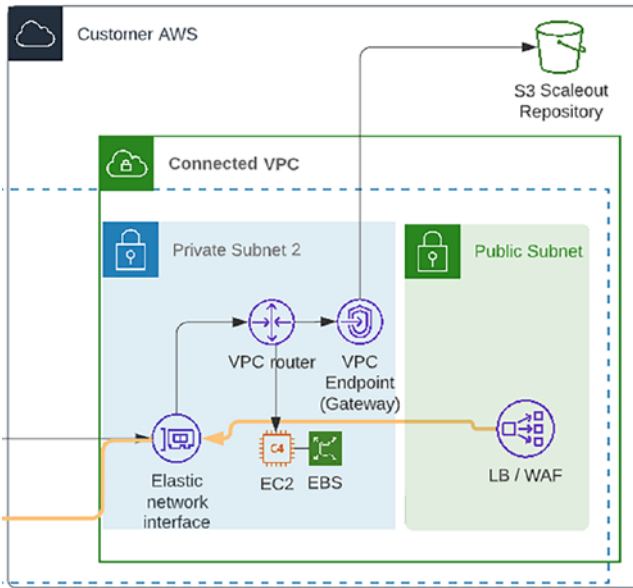 Customer AWS
S3 Scaleout
Repository
Connected VPC
Private Subnet 2
Public Subnet
VPC router
VPC
Endpoint
(Gateway)
C4
Elastic
network
interface
EC2
EBS
LB / WAF